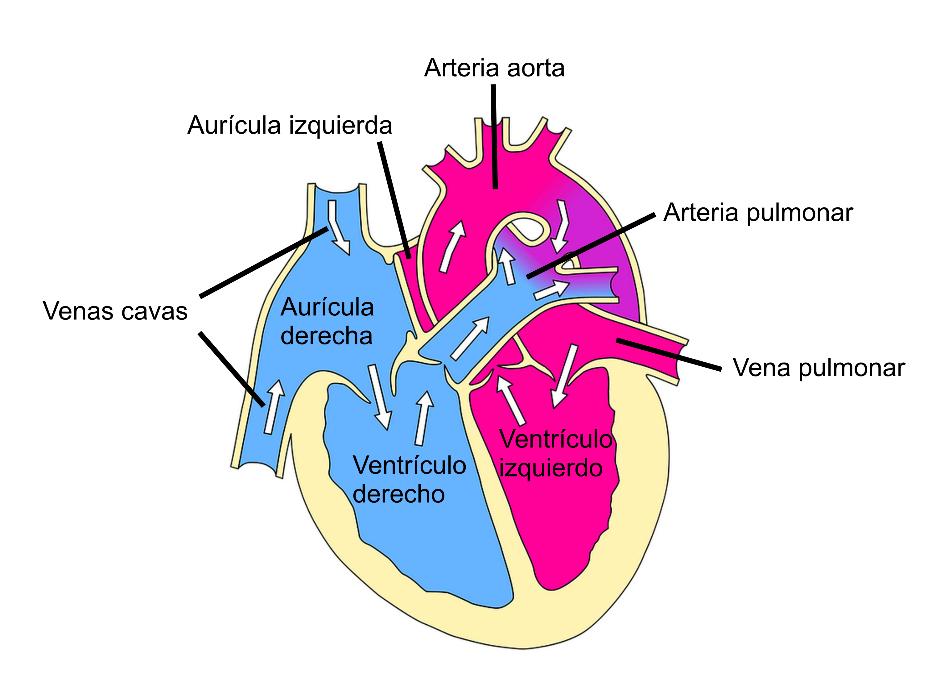 Arteria aorta
Aurícula izquierda
Arteria pulmonar
Venas cavas
Aurícula
derecha
Vena pulmonar
Ventrículo
izquierdo
Ventrículo
derecho